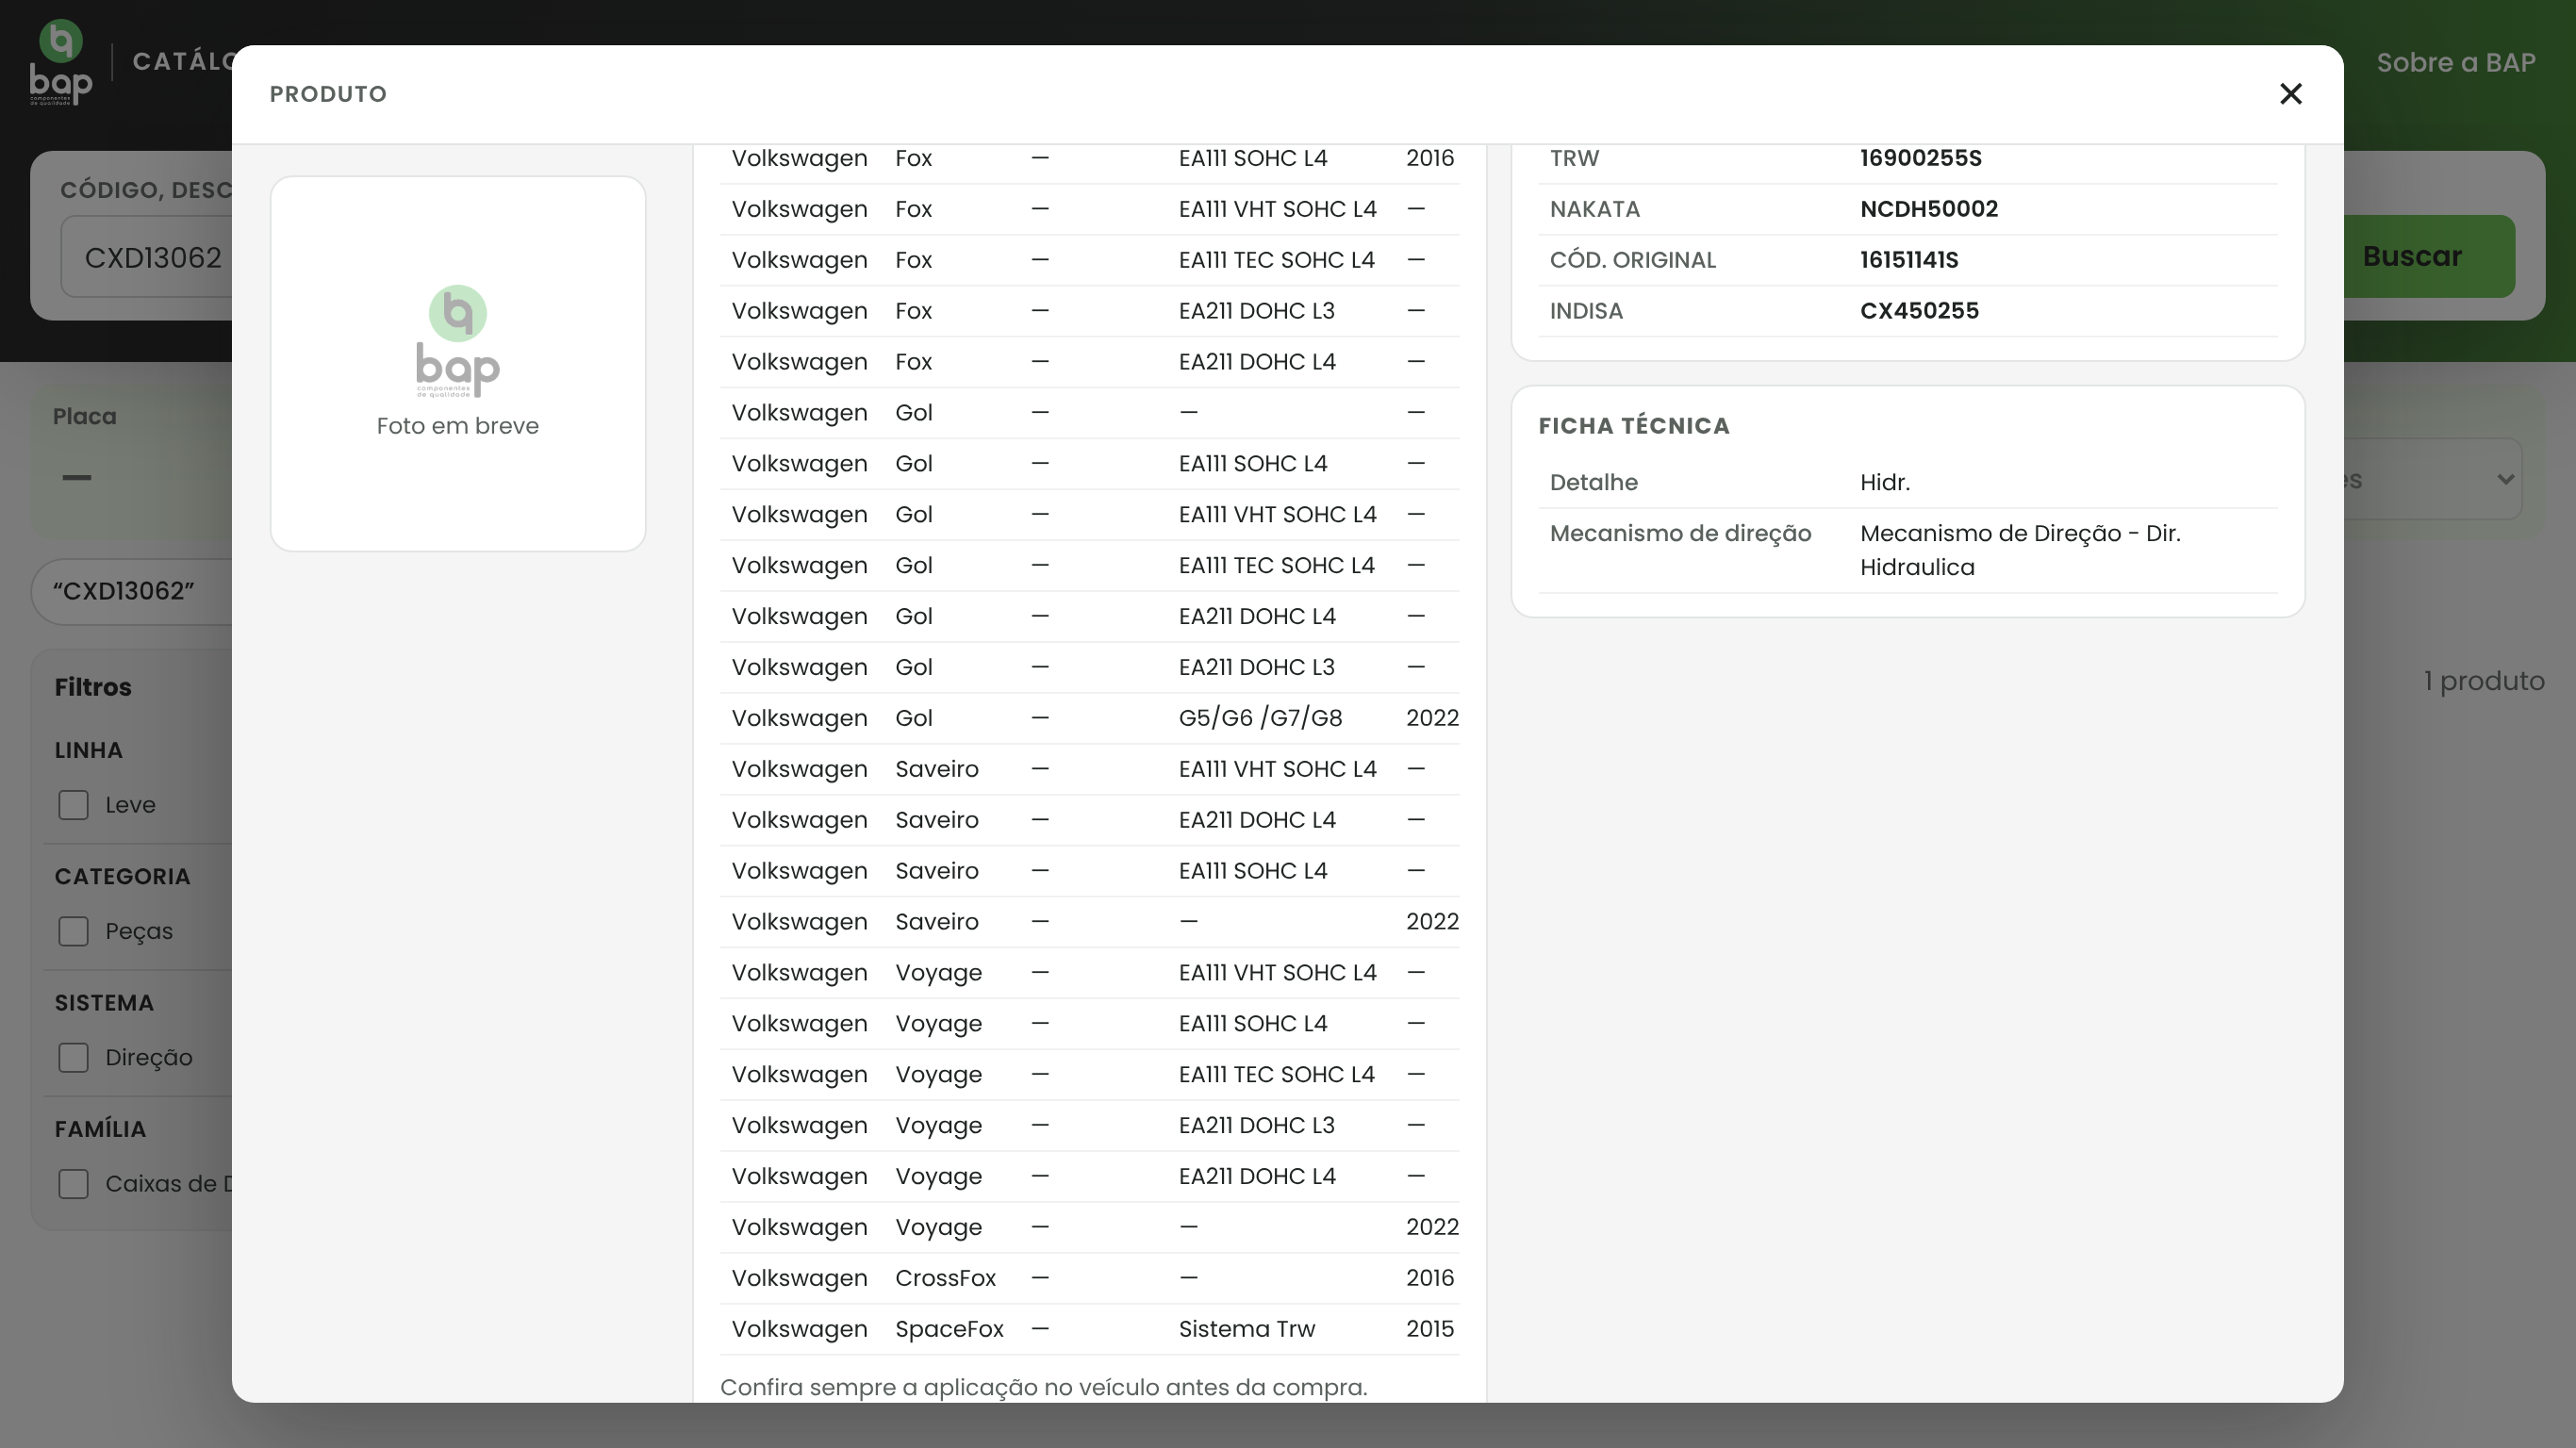 bap
componentes
de qualidade
Sobre a BAP
PRODUTO
CÓDIGO, DESC
CXD13062
Buscar
Placa
—
“CXD13062”
1 produto
Filtros
LINHA
Leve
CATEGORIA
Peças
SISTEMA
Direção
FAMÍLIA
Caixas de
bap
componentes
de qualidade
Foto em breve
Volkswagen Fox — EA111 SOHC L4 2016
Volkswagen Fox — EA111 VHT SOHC L4 —
Volkswagen Fox — EA111 TEC SOHC L4 —
Volkswagen Fox — EA211 DOHC L3 —
Volkswagen Fox — EA211 DOHC L4 —
Volkswagen Gol — — —
Volkswagen Gol — EA111 SOHC L4 —
Volkswagen Gol — EA111 VHT SOHC L4 —
Volkswagen Gol — EA111 TEC SOHC L4 —
Volkswagen Gol — EA211 DOHC L4 —
Volkswagen Gol — EA211 DOHC L3 —
Volkswagen Gol — G5/G6 /G7/G8 2022
Volkswagen Saveiro — EA111 VHT SOHC L4 —
Volkswagen Saveiro — EA211 DOHC L4 —
Volkswagen Saveiro — EA111 SOHC L4 —
Volkswagen Saveiro — — 2022
Volkswagen Voyage — EA111 VHT SOHC L4 —
Volkswagen Voyage — EA111 SOHC L4 —
Volkswagen Voyage — EA111 TEC SOHC L4 —
Volkswagen Voyage — EA211 DOHC L3 —
Volkswagen Voyage — EA211 DOHC L4 —
Volkswagen Voyage — — 2022
Volkswagen CrossFox — — 2016
Volkswagen SpaceFox — Sistema Trw 2015
Confira sempre a aplicação no veículo antes da compra.
TRW 16900255S
NAKATA NCDH50002
CÓD. ORIGINAL 16151141S
INDISA CX450255
FICHA TÉCNICA
Detalhe Hidr.
Mecanismo de direção Mecanismo de Direção - Dir.
Hidraulica